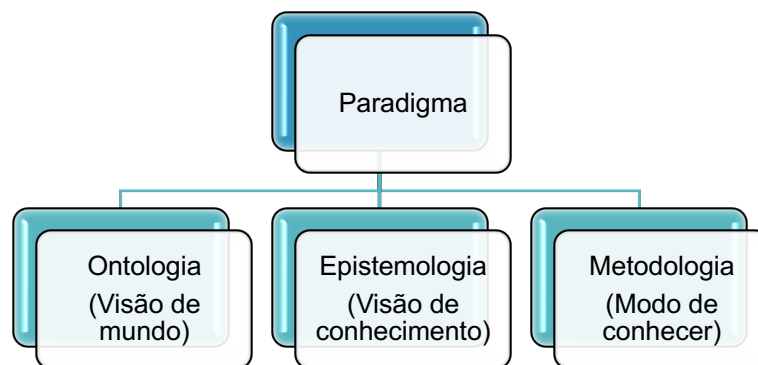 Paradigma
Ontologia
(Visão de
mundo)
Epistemologia
(Visão de
conhecimento)
Metodologia
(Modo de
conhecer)